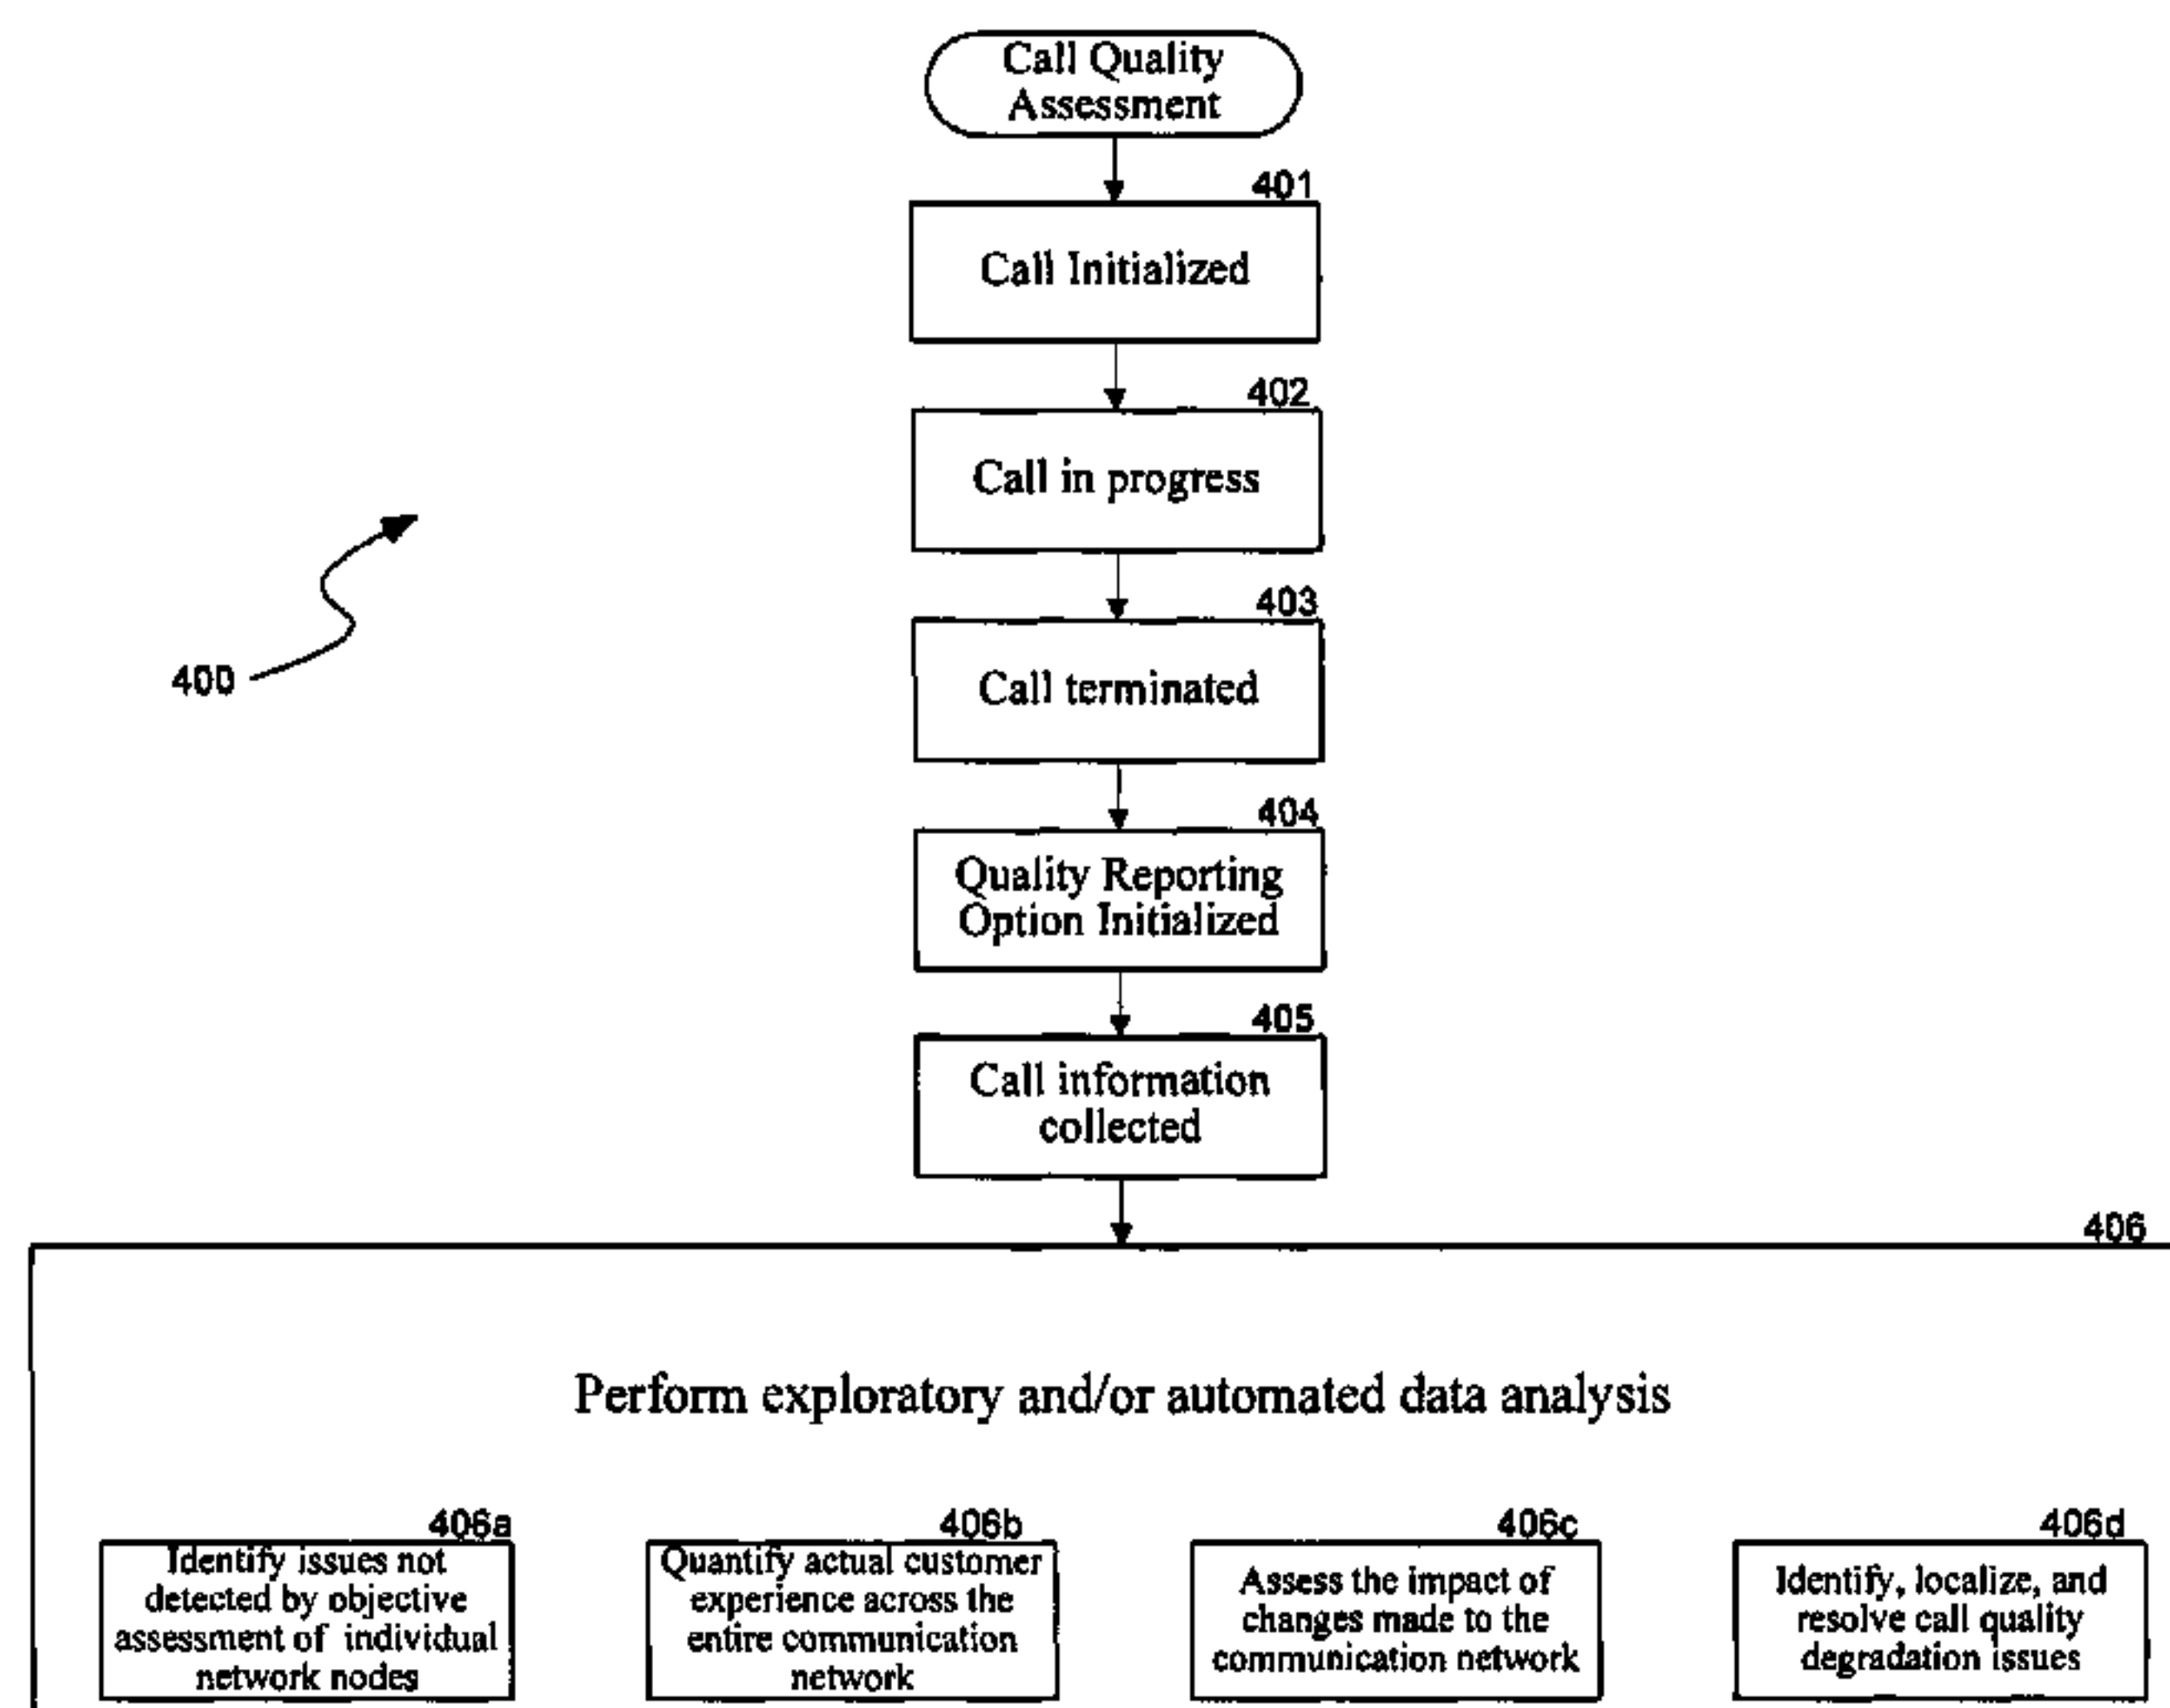 Call Quality
Assessment
401
Call Initialized
402
Call in progress
403
Call terminated
400
404
Quality Reporting
Option Initialized
405
Call information
collected
406
Perform exploratory and/or automated data analysis
406a
Identify issues not
detected by objective
assessment of individual
network nodes
406b
Quantify actual customer
experience across the
entire communication
network
406c
Assess the impact of
changes made to the
communication network
406d
Identify, localize, and
resolve call quality
degradation issues